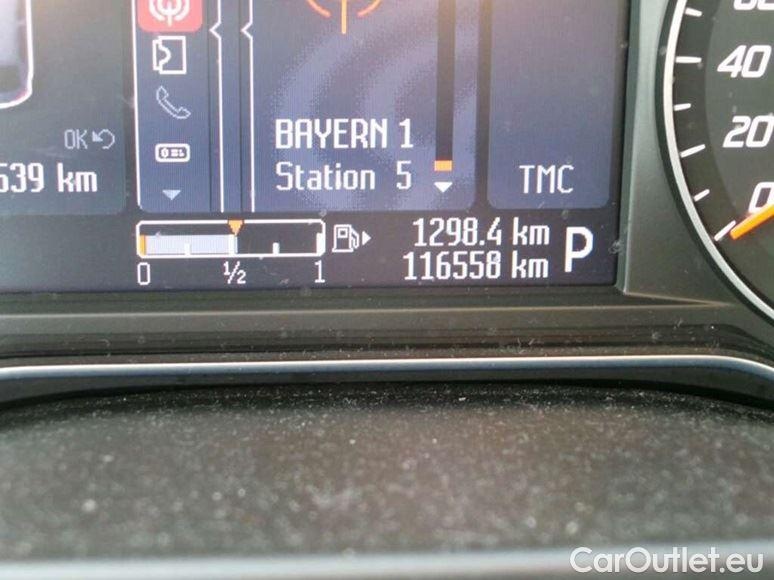 OK
BAYERN 1
Station 5
TMC
539 km
1298.4 km
116558 km
P
0 ½ 1
40
20
0
CarOutlet.eu